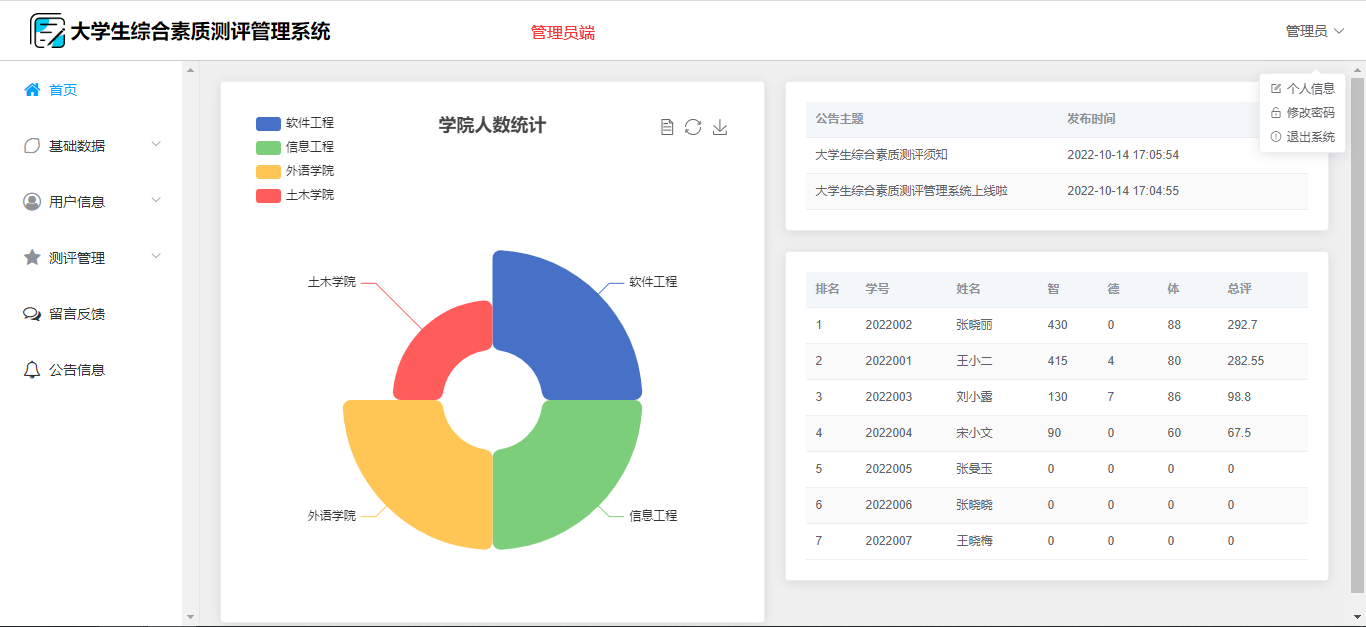 大学生综合素质测评管理系统
管理员端
管理员
个人信息
修改密码
退出系统
首页
基础数据
用户信息
测评管理
留言反馈
公告信息
学院人数统计
软件工程
信息工程
外语学院
土木学院
土木学院
软件工程
外语学院
信息工程
公告主题 发布时间
大学生综合素质测评须知 2022-10-14 17:05:54
大学生综合素质测评管理系统上线啦 2022-10-14 17:04:55
排名 学号 姓名 智 德 体 总评
1 2022002 张晓丽 430 0 88 292.7
2 2022001 王小二 415 4 80 282.55
3 2022003 刘小露 130 7 86 98.8
4 2022004 宋小文 90 0 60 67.5
5 2022005 张曼玉 0 0 0 0
6 2022006 张晓晓 0 0 0 0
7 2022007 王晓梅 0 0 0 0